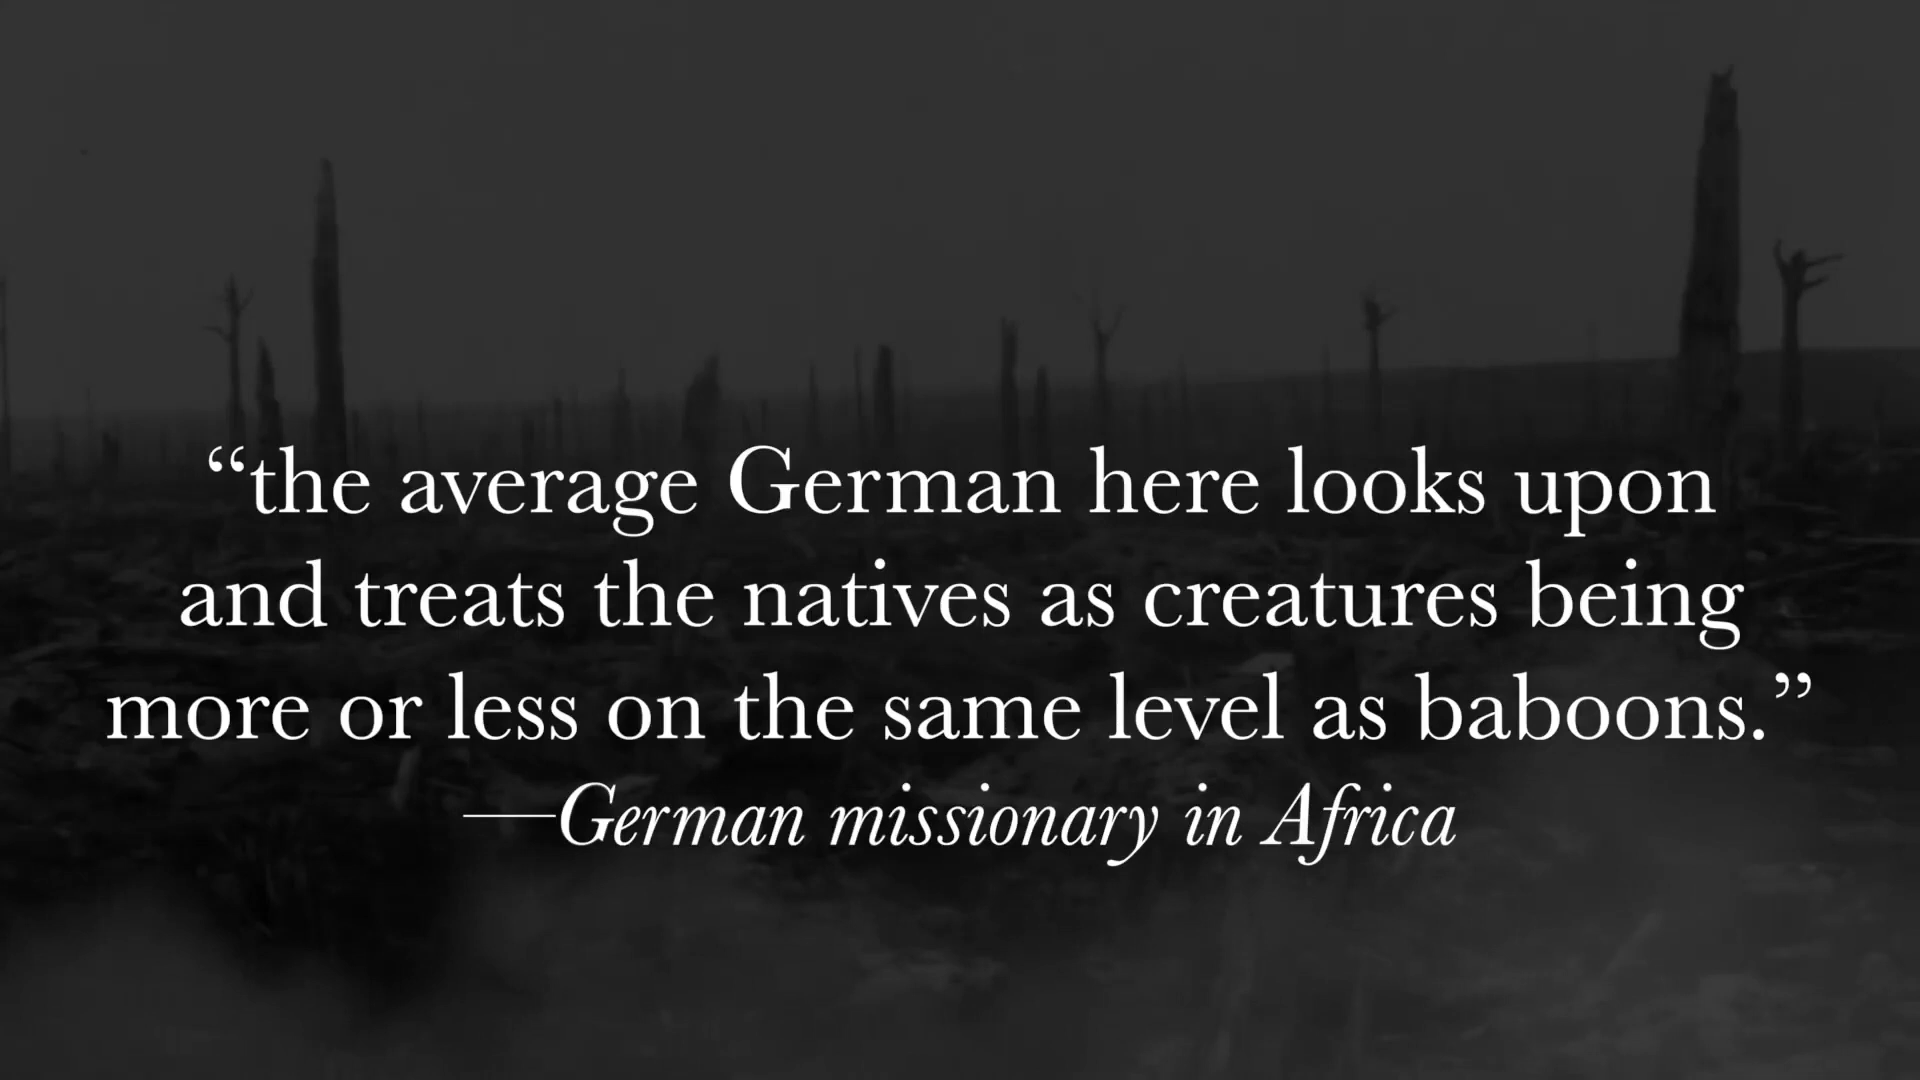 “the average German here looks upon
and treats the natives as creatures being
more or less on the same level as baboons.”
—German missionary in Africa